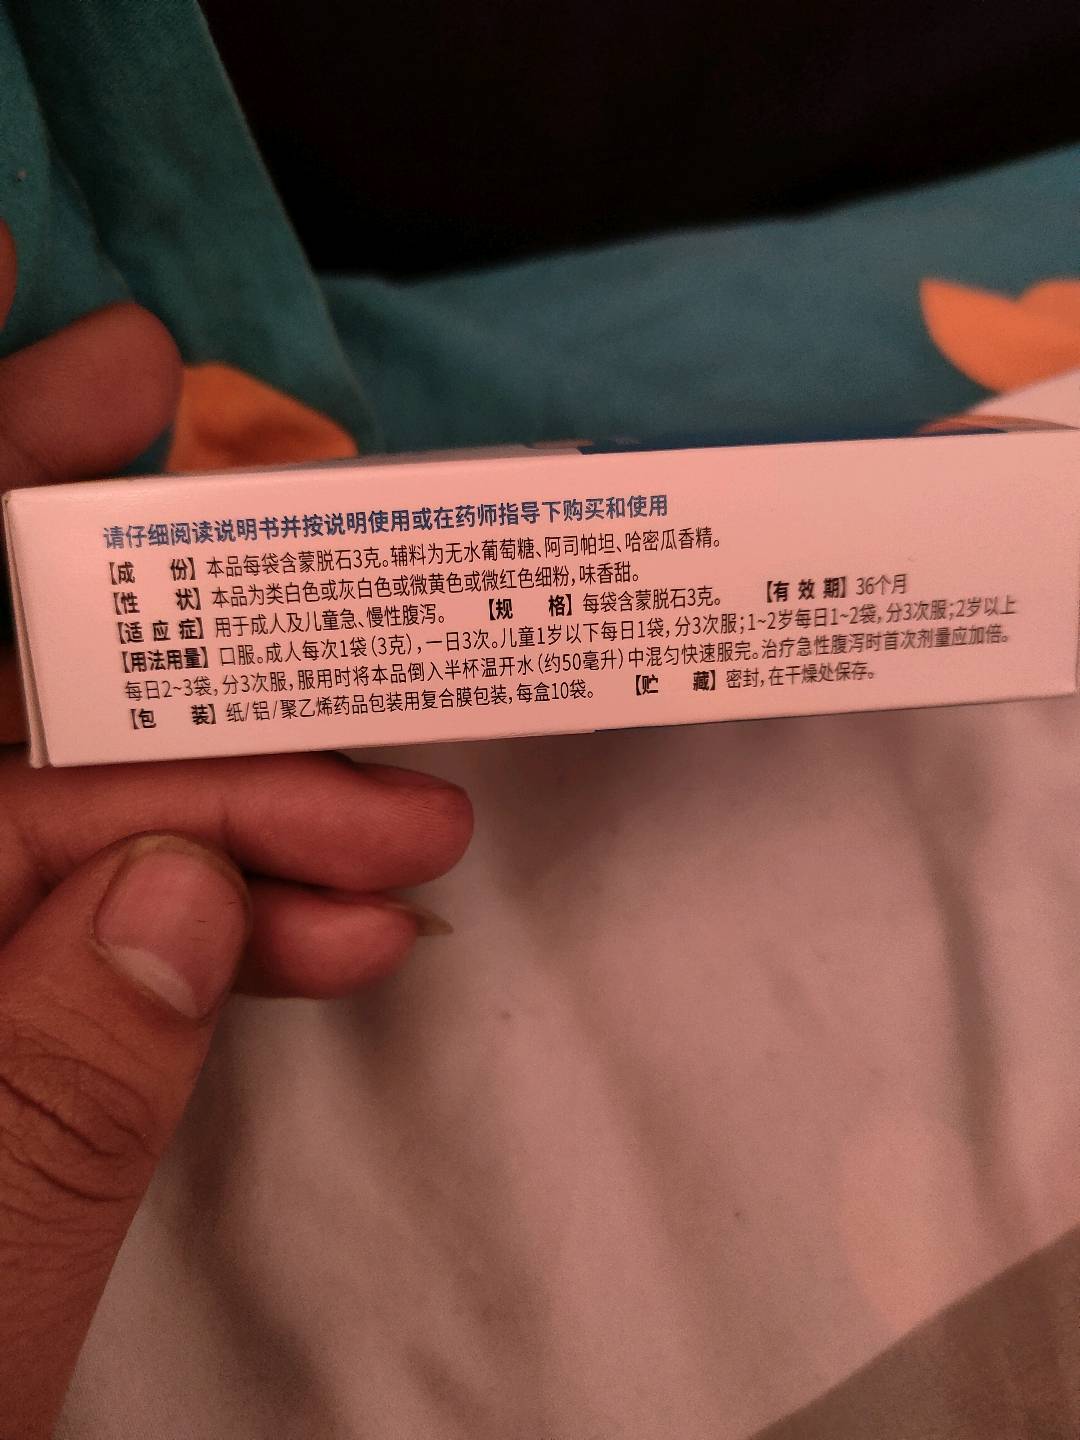 请仔细阅读说明书并按说明使用或在药师指导下购买和使用
【成 份】本品每袋含蒙脱石3克。辅料为无水葡萄糖、阿司帕坦、哈密瓜香精。
【性 状】本品为类白色或灰白色或微黄色或微红色细粉,味香甜。
【适 应 症】用于成人及儿童急、慢性腹泻。 【规 格】每袋含蒙脱石3克。 【有 效 期】36个月
【用法用量】口服。成人每次1袋(3克),一日3次。儿童1岁以下每日1袋,分3次服;1~2岁每日1~2袋,分3次服;2岁以上
每日2~3袋,分3次服,服用时将本品倒入半杯温开水(约50毫升)中混匀快速服完。治疗急性腹泻时首次剂量应加倍。
【包 装】纸/铝/聚乙烯药品包装用复合膜包装,每盒10袋。 【贮 藏】密封,在干燥处保存。